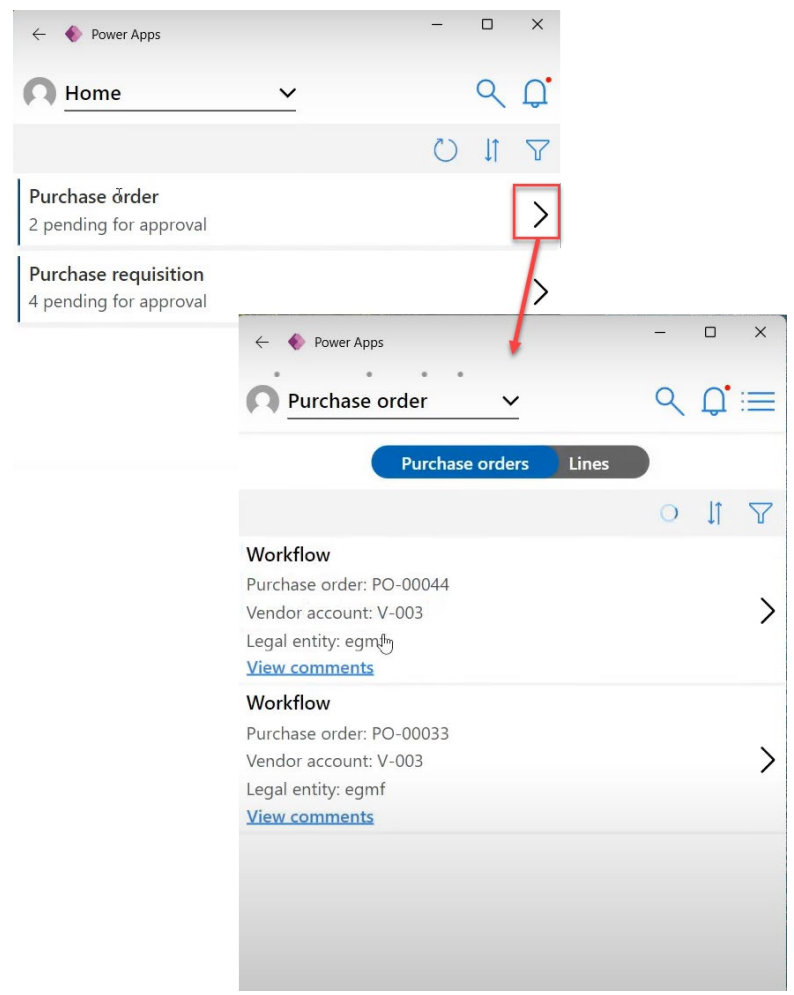 Power Apps
Home
Purchase order
2 pending for approval
Purchase requisition
4 pending for approval
Power Apps
Purchase order
Purchase orders
Lines
Workflow
Purchase order: PO-00044
Vendor account: V-003
Legal entity: egmf
View comments
Workflow
Purchase order: PO-00033
Vendor account: V-003
Legal entity: egmf
View comments